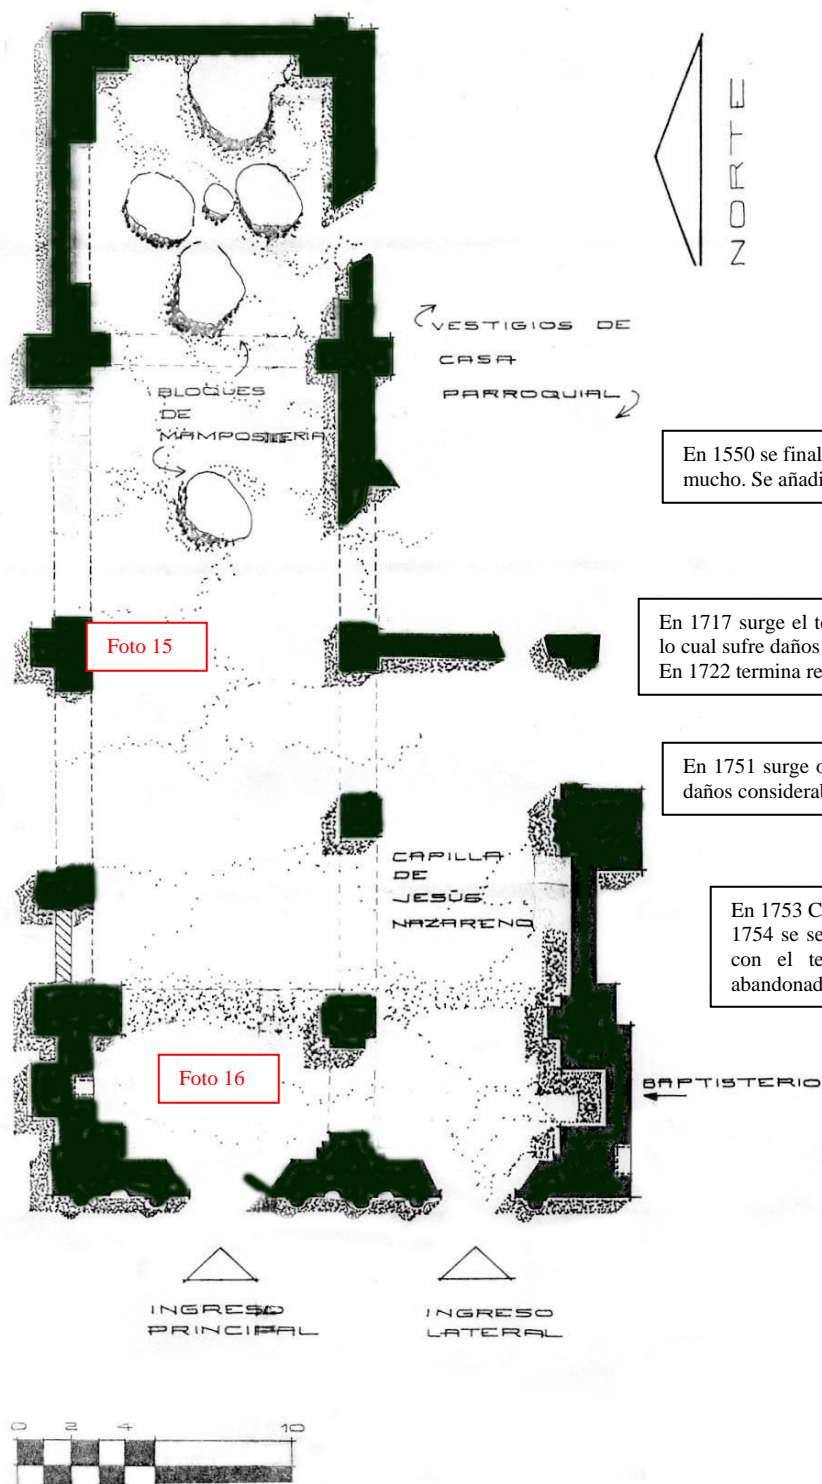 NORTE
VESTIGIOS DE
CASA
PARROQUIAL
BLOQUES
DE
MAMPOSTERIA
En 1550 se final
mucho. Se añadi
Foto 15
En 1717 surge el te
lo cual sufre daños
En 1722 termina re
En 1751 surge o
daños considerab
CAPILLA
DE
JESÚS
NAZARENO
En 1753 C
1754 se se
con el te
abandonad
Foto 16
BAPTISTERIO
INGRESO
PRINCIPAL
INGRESO
LATERAL
0 2 4 10